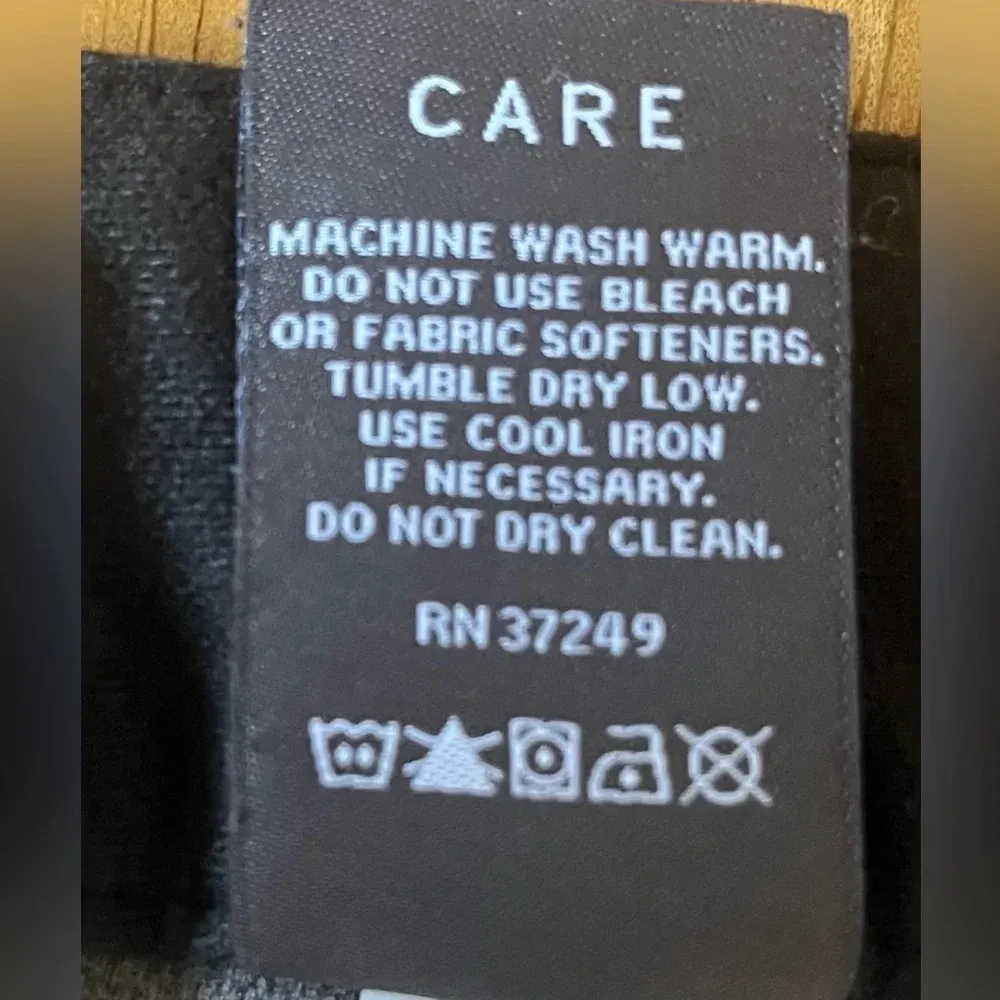 CARE
MACHINE WASH WARM.
DO NOT USE BLEACH
OR FABRIC SOFTENERS.
TUMBLE DRY LOW.
USE COOL IRON
IF NECESSARY.
DO NOT DRY CLEAN.
RN 37249